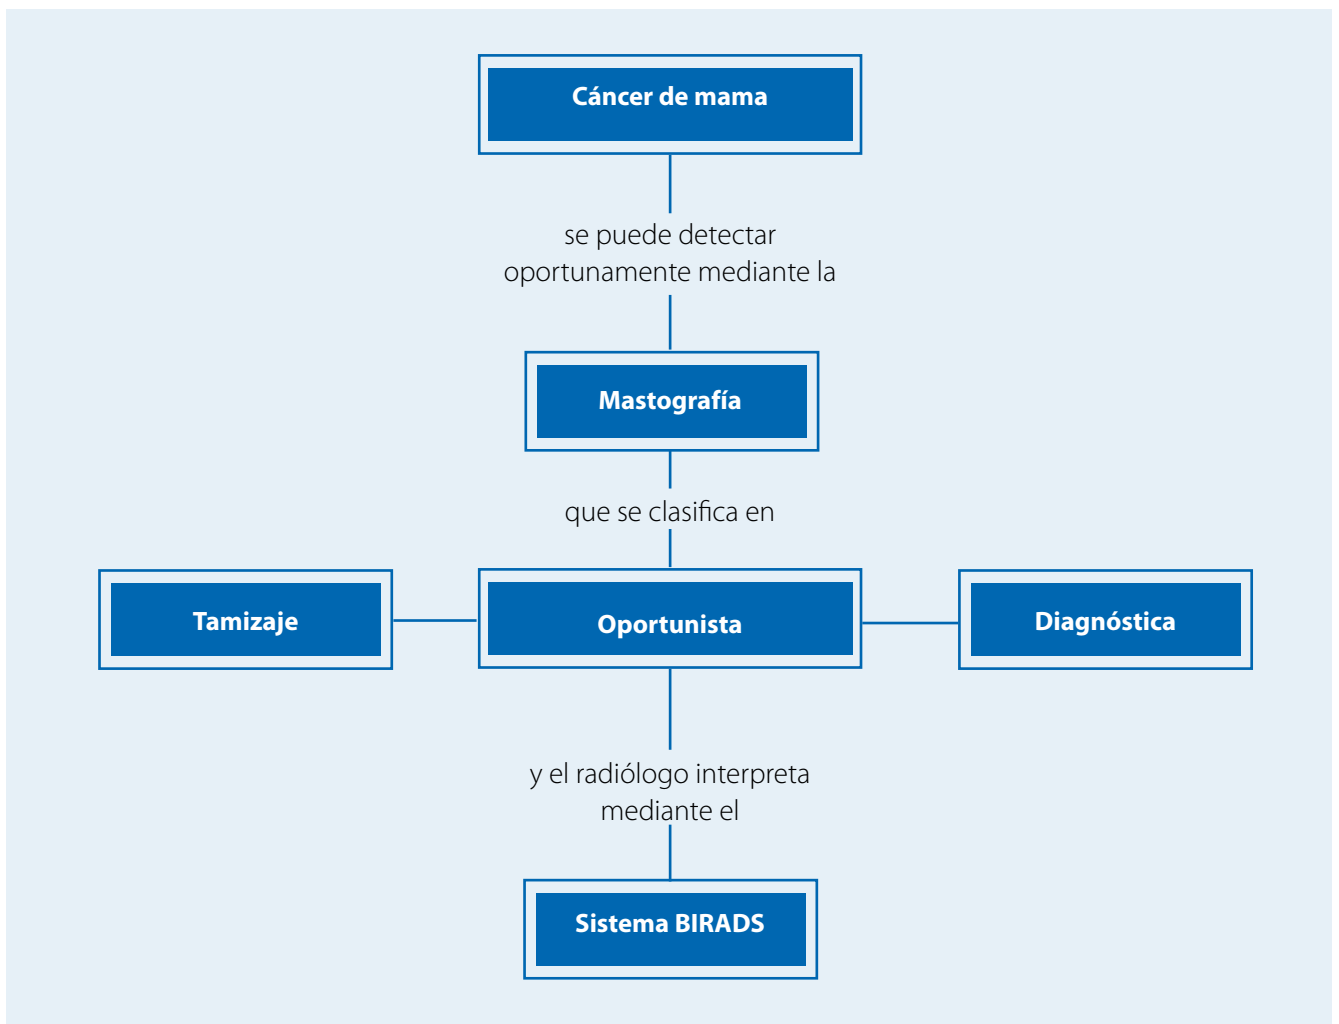 Cáncer de mama
se puede detectar
oportunamente mediante la
Mastografía
que se clasifica en
Tamizaje
Oportunista
Diagnóstica
y el radiólogo interpreta
mediante el
Sistema BIRADS